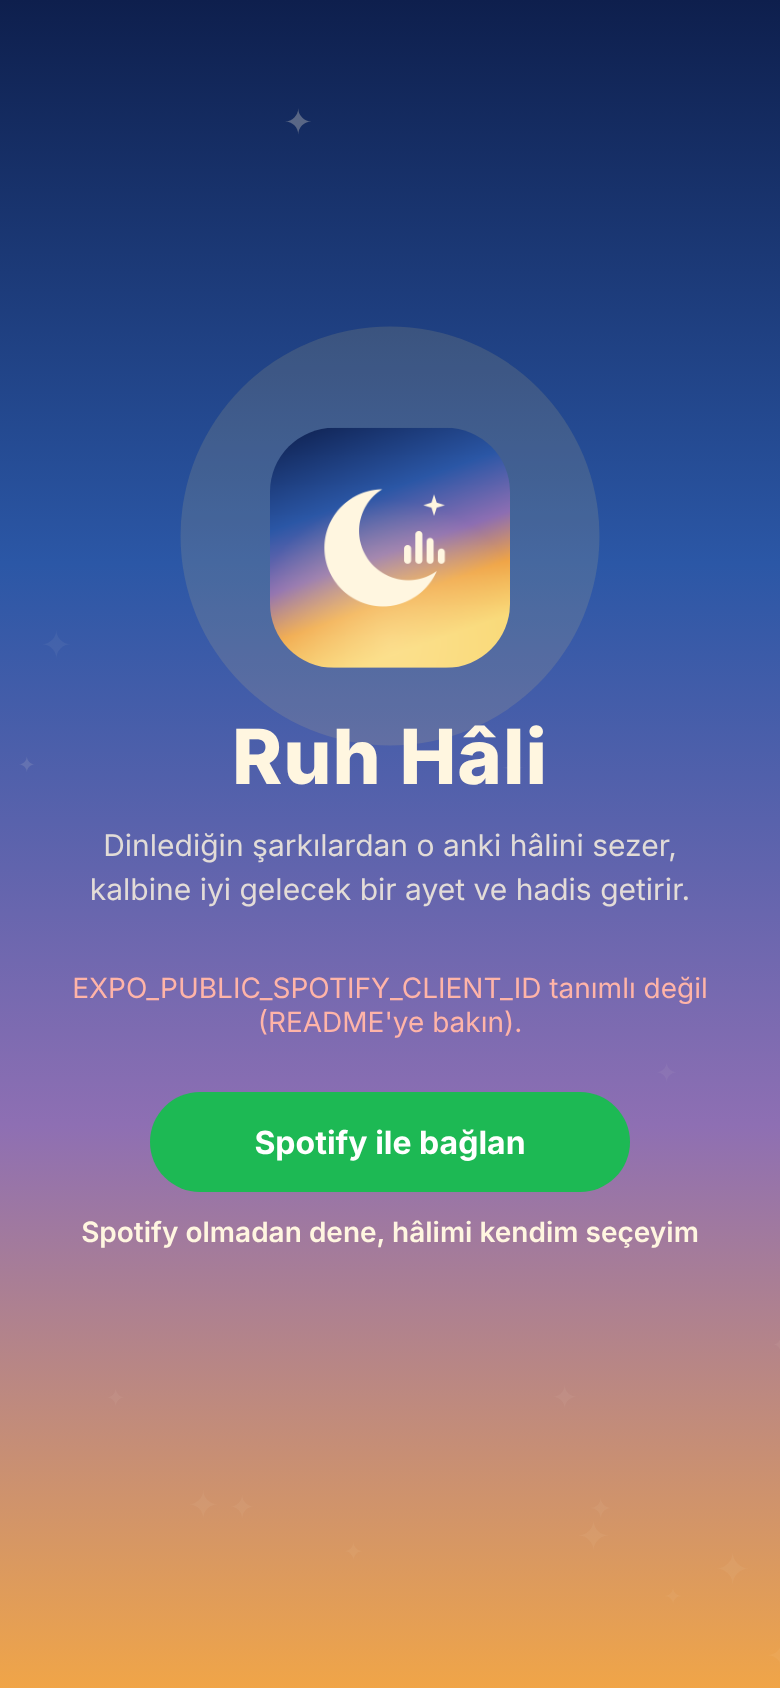 Ruh Hâli
Dinlediğin şarkılardan o anki hâlini sezer,
kalbine iyi gelecek bir ayet ve hadis getirir.
EXPO_PUBLIC_SPOTIFY_CLIENT_ID tanımlı değil
(README'ye bakın).
Spotify ile bağlan
Spotify olmadan dene, hâlimi kendim seçeyim